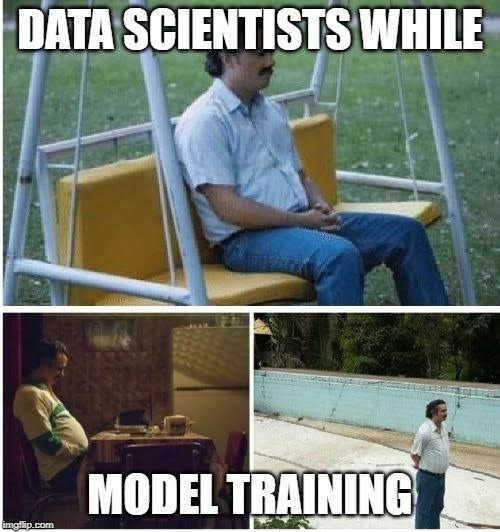 DATA SCIENTISTS WHILE
MODEL TRAINING
imgflip.com